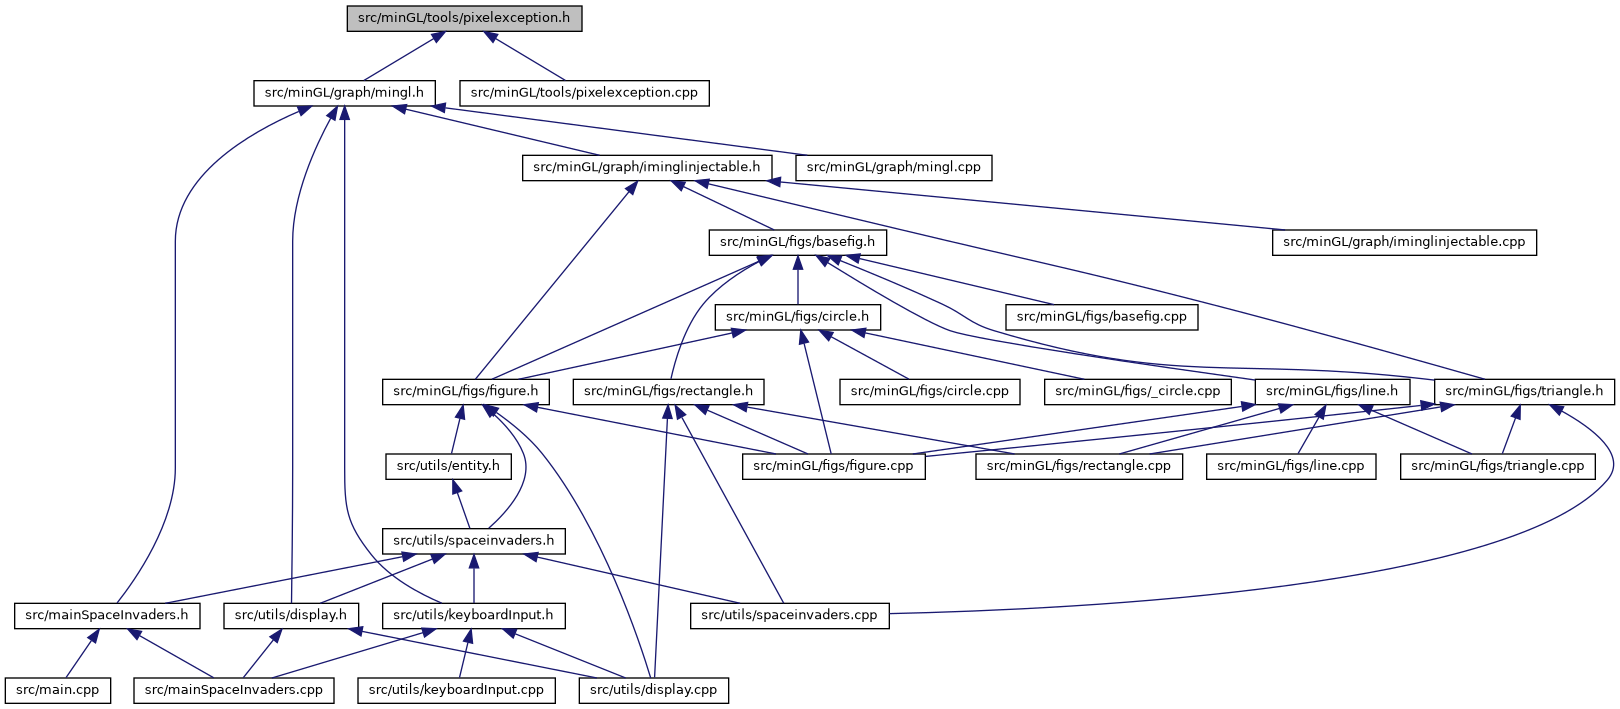 src/minGL/tools/pixelexception.h
src/minGL/graph/mingl.h
src/minGL/tools/pixelexception.cpp
src/minGL/graph/iminglinjectable.h
src/minGL/graph/mingl.cpp
src/minGL/figs/basefig.h
src/minGL/graph/iminglinjectable.cpp
src/minGL/figs/circle.h
src/minGL/figs/basefig.cpp
src/minGL/figs/figure.h
src/minGL/figs/rectangle.h
src/minGL/figs/circle.cpp
src/minGL/figs/_circle.cpp
src/minGL/figs/line.h
src/minGL/figs/triangle.h
src/utils/entity.h
src/minGL/figs/figure.cpp
src/minGL/figs/rectangle.cpp
src/minGL/figs/line.cpp
src/minGL/figs/triangle.cpp
src/utils/spaceinvaders.h
src/mainSpaceInvaders.h
src/utils/display.h
src/utils/keyboardInput.h
src/utils/spaceinvaders.cpp
src/main.cpp
src/mainSpaceInvaders.cpp
src/utils/keyboardInput.cpp
src/utils/display.cpp